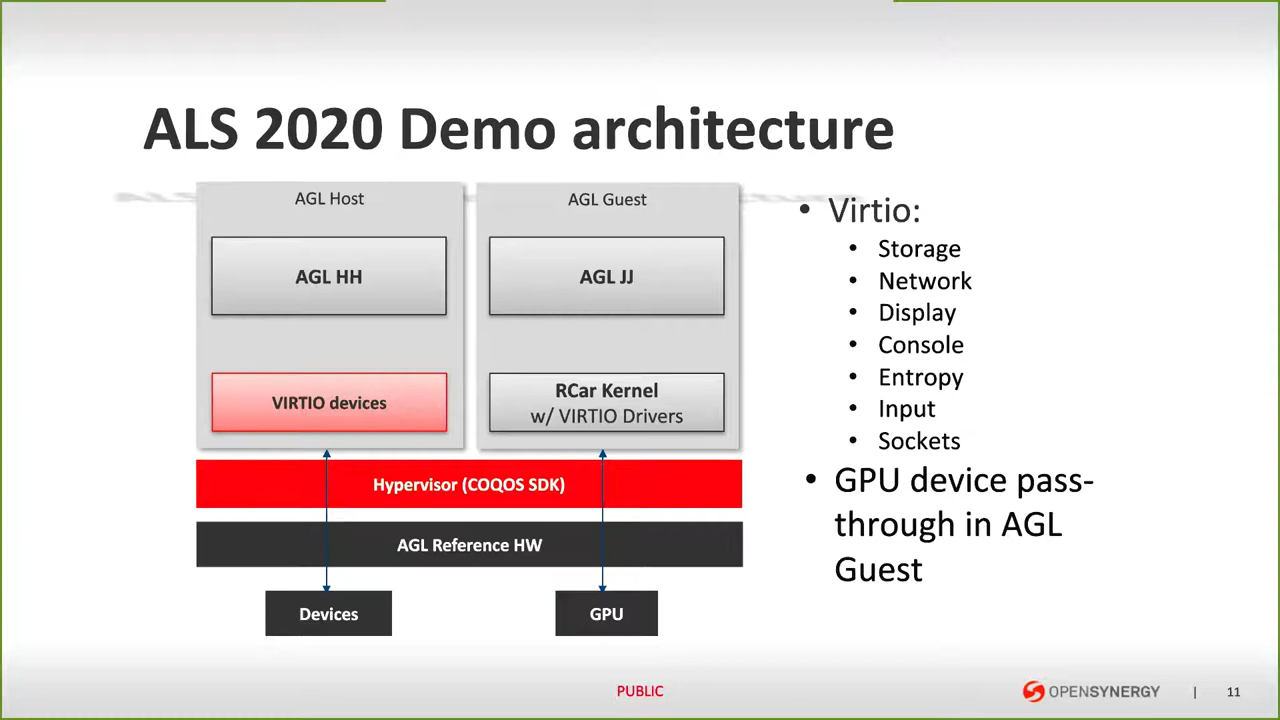 ALS 2020 Demo architecture
AGL Host
AGL HH
VIRTIO devices
AGL Guest
AGL JJ
RCar Kernel
w/ VIRTIO Drivers
Hypervisor (COQOS SDK)
AGL Reference HW
Devices
GPU
• Virtio:
• Storage
• Network
• Display
• Console
• Entropy
• Input
• Sockets
• GPU device pass-
through in AGL
Guest
PUBLIC
OPENSYNERGY | 11